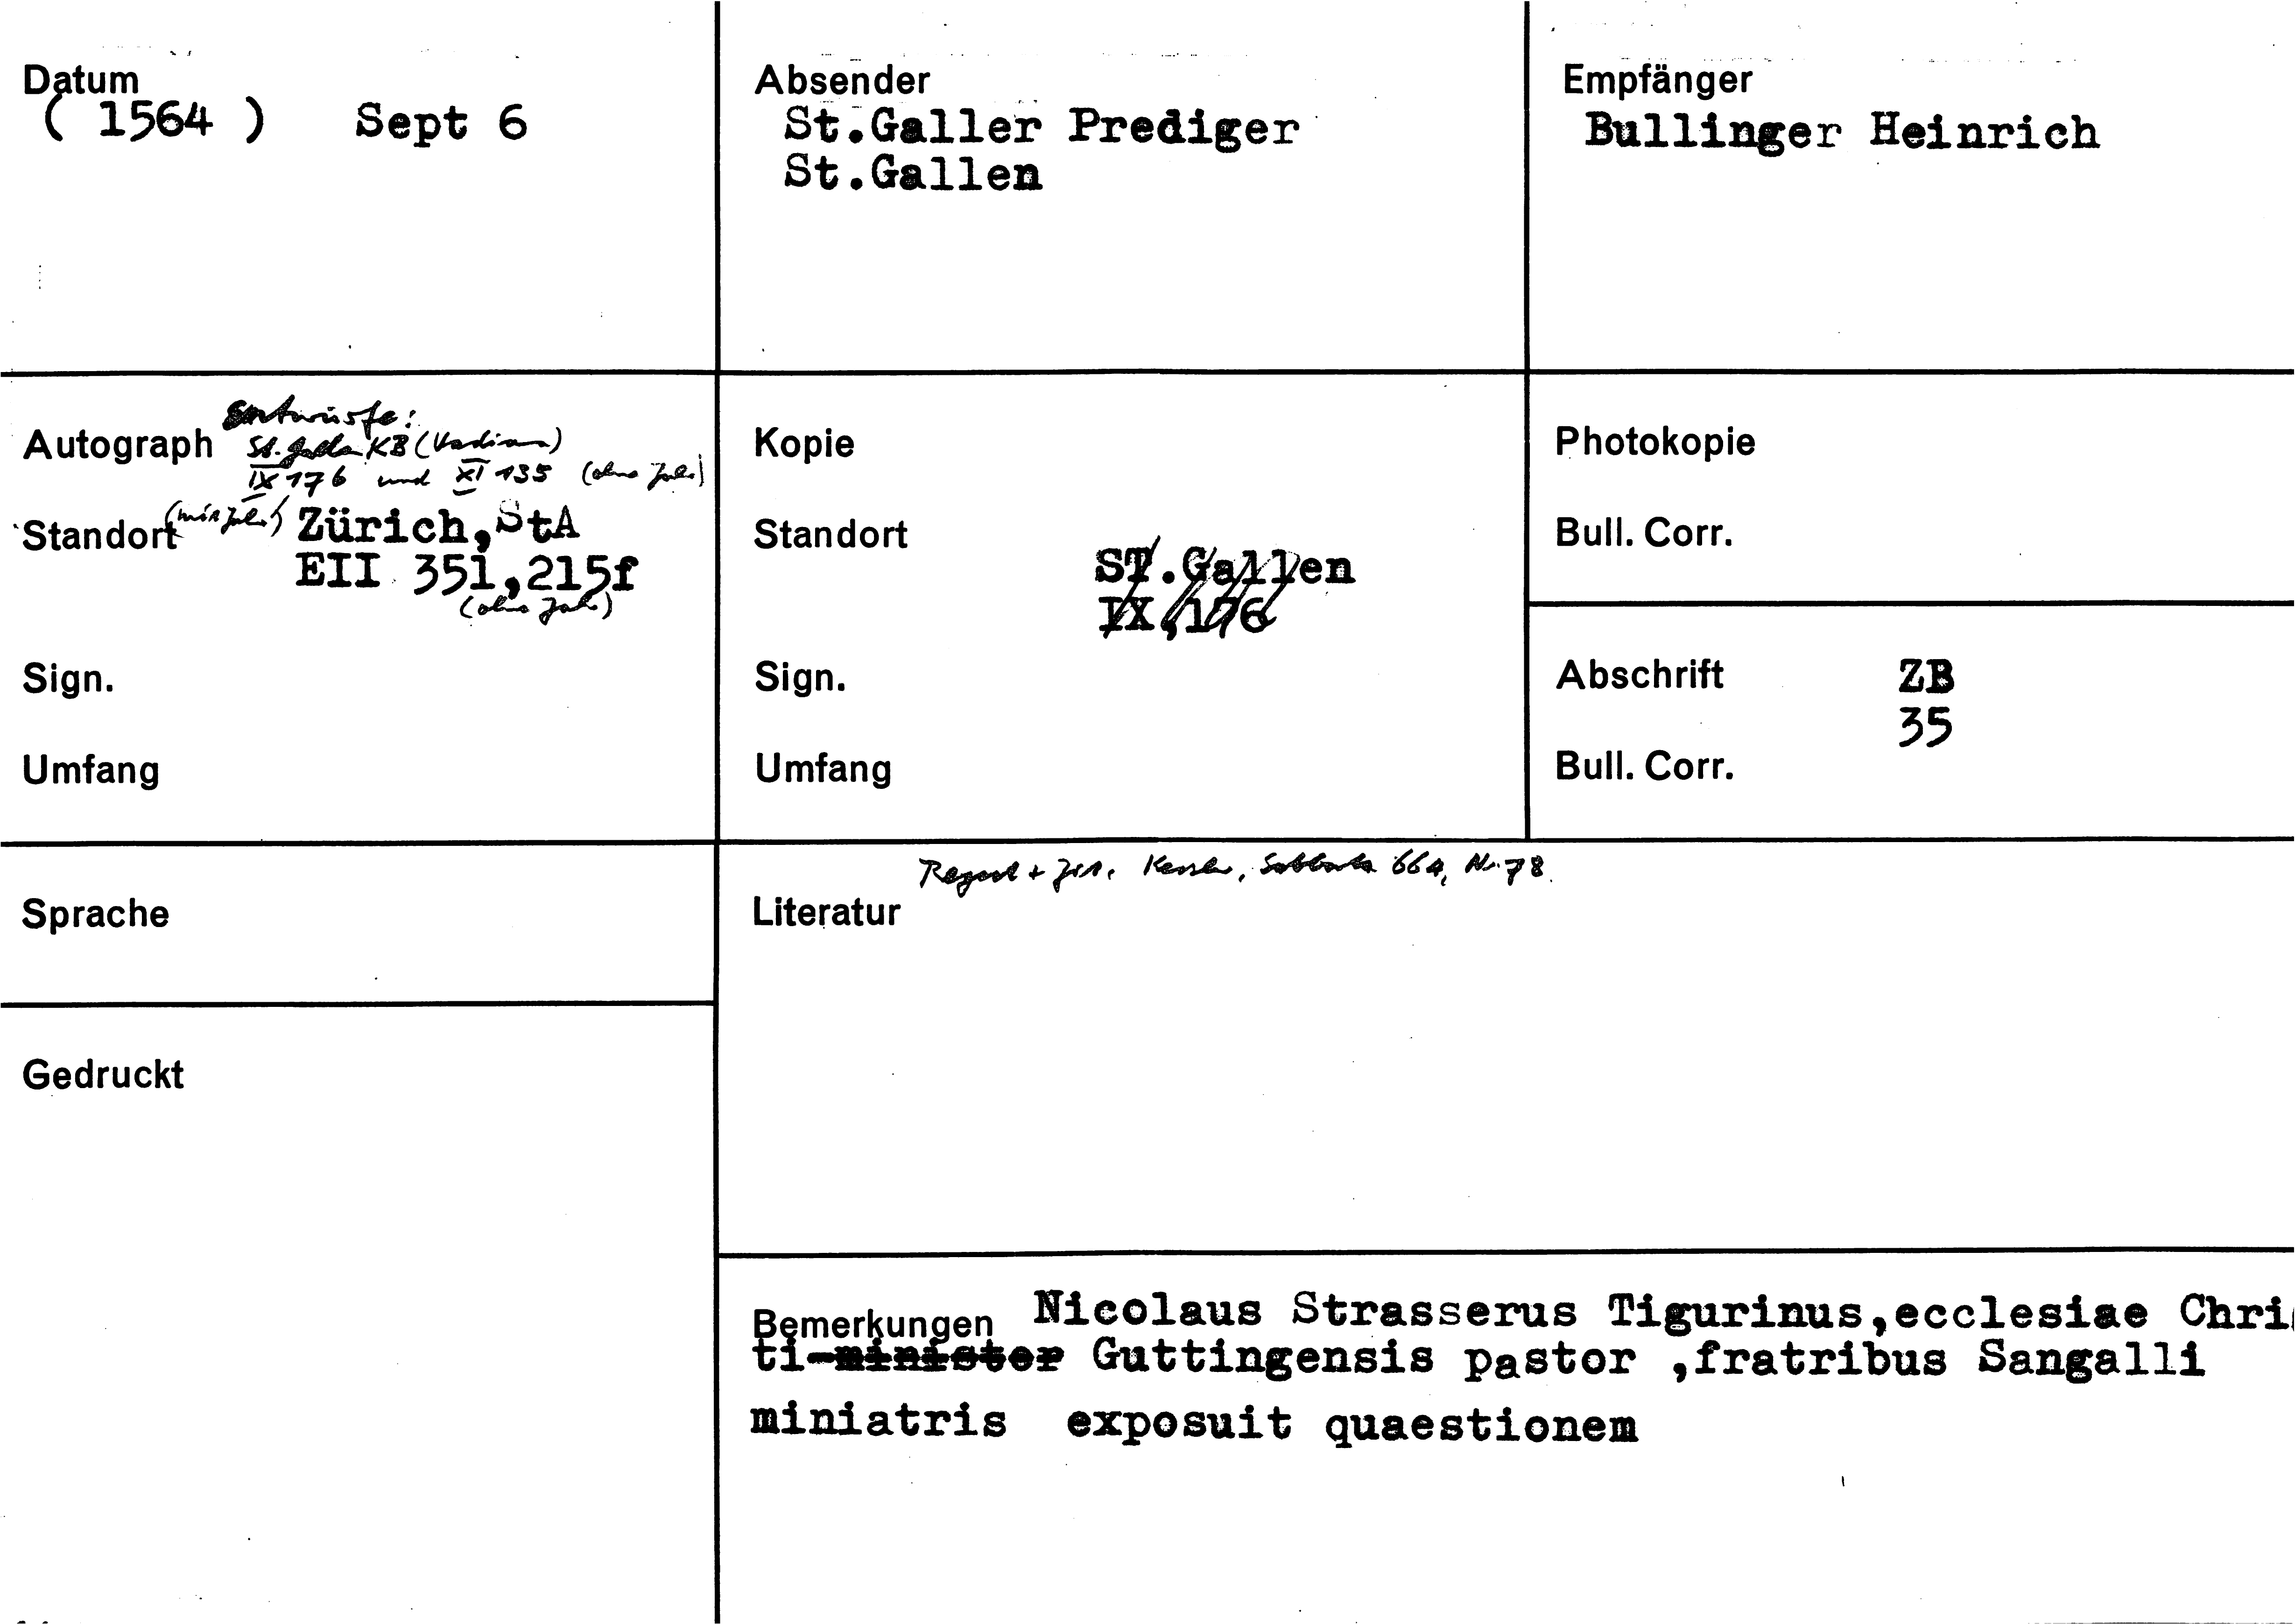 Datum
( 1564 ) Sept 6
Absender
St.Galler Prediger
St.Gallen
Empfänger
Bullinger Heinrich
Entwürfe:
Autograph St. Gallen KB (Vadiana)
IX 176 und XI 135 (ohne Jahr)
(mit Jahr!)
Standort Zürich,StA
EII 351,215f
(ohne Jahr)
Sign.
Umfang
Kopie
Standort
ST.Gallen
IX,176
Sign.
Umfang
Photokopie
Bull. Corr.
Abschrift ZB
35
Bull. Corr.
Sprache
Gedruckt
Regest + Zit. Kessler, Sabbata 664, Nr. 78.
Literatur
Bemerkungen Nicolaus Strasserus Tigurinus,ecclesiae Chri
ti-minister Guttingensis pastor ,fratribus Sangalli
miniatris exposuit quaestionem